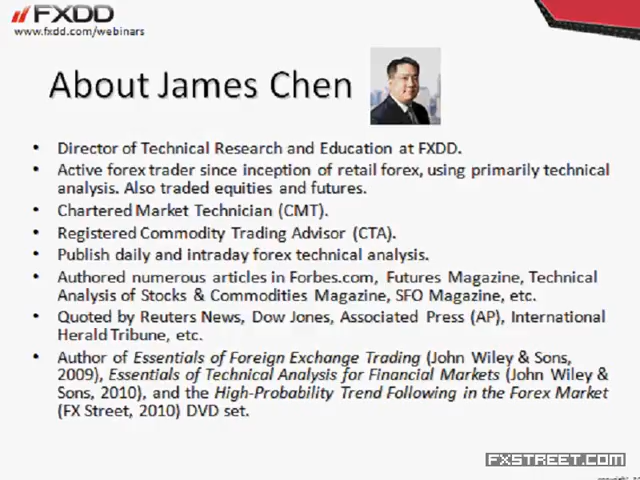 FXDD
www.fxdd.com/webinars
About James Chen
• Director of Technical Research and Education at FXDD.
• Active forex trader since inception of retail forex, using primarily technical
analysis. Also traded equities and futures.
• Chartered Market Technician (CMT).
• Registered Commodity Trading Advisor (CTA).
• Publish daily and intraday forex technical analysis.
• Authored numerous articles in Forbes.com, Futures Magazine, Technical
Analysis of Stocks & Commodities Magazine, SFO Magazine, etc.
• Quoted by Reuters News, Dow Jones, Associated Press (AP), International
Herald Tribune, etc.
• Author of Essentials of Foreign Exchange Trading (John Wiley & Sons,
2009), Essentials of Technical Analysis for Financial Markets (John Wiley &
Sons, 2010), and the High-Probability Trend Following in the Forex Market
(FX Street, 2010) DVD set.
FXSTREET.COM